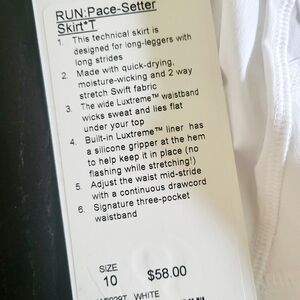 RUN:Pace-Setter
Skirt*T
1. This technical skirt is
designed for long-leggers with
long strides
2. Made with quick-drying,
moisture-wicking and 2 way
stretch Swift fabric
3. The wide Luxtreme™ waistband
wicks sweat and lies flat
under your top
4. Built-in Luxtreme™ liner has
a silicone gripper at the hem
to help keep it in place (no
flashing while stretching!)
5. Adjust the waist mid-stride
with a continuous drawcord
6. Signature three-pocket
waistband
SIZE
10 $58.00
WHITE